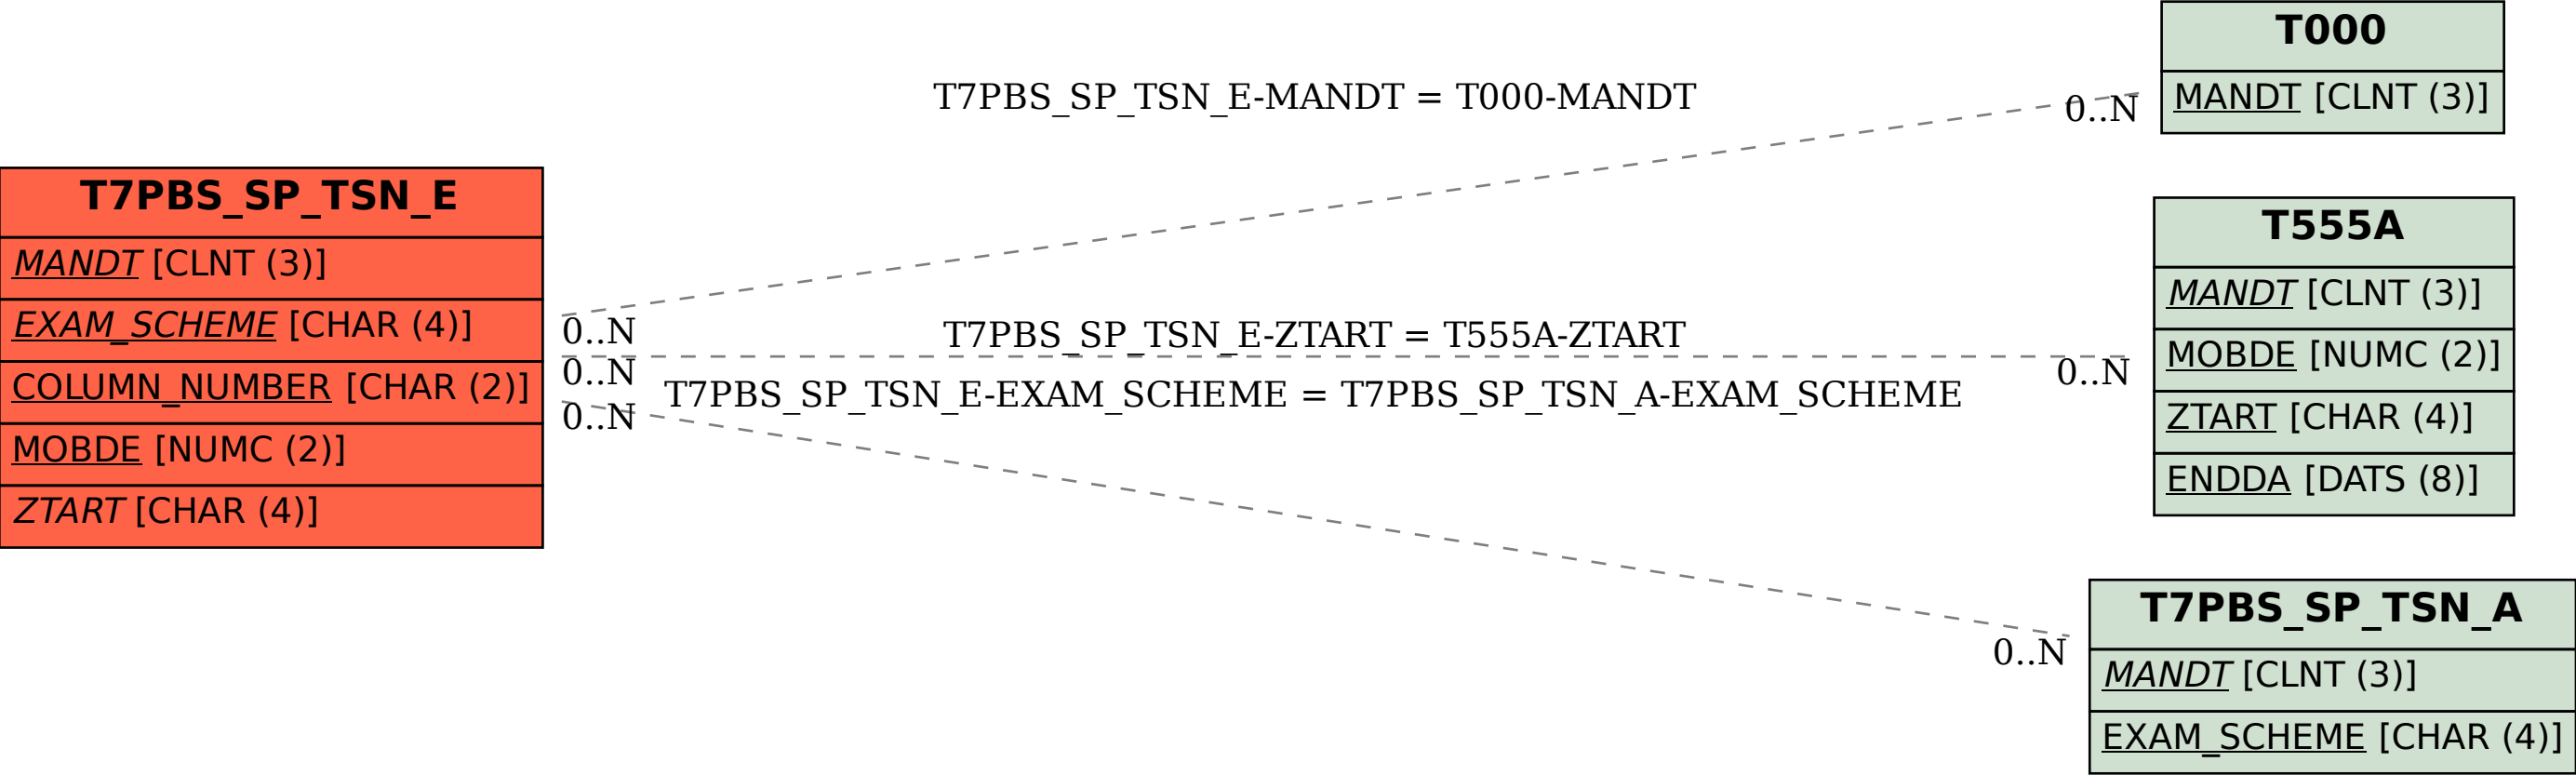 T7PBS_SP_TSN_E
MANDT [CLNT (3)]
EXAM_SCHEME [CHAR (4)]
COLUMN_NUMBER [CHAR (2)]
MOBDE [NUMC (2)]
ZTART [CHAR (4)]
T7PBS_SP_TSN_E-MANDT = T000-MANDT
0..N
0..N
T7PBS_SP_TSN_E-ZTART = T555A-ZTART
0..N
0..N
T7PBS_SP_TSN_E-EXAM_SCHEME = T7PBS_SP_TSN_A-EXAM_SCHEME
0..N
0..N
T000
MANDT [CLNT (3)]
T555A
MANDT [CLNT (3)]
MOBDE [NUMC (2)]
ZTART [CHAR (4)]
ENDDA [DATS (8)]
T7PBS_SP_TSN_A
MANDT [CLNT (3)]
EXAM_SCHEME [CHAR (4)]